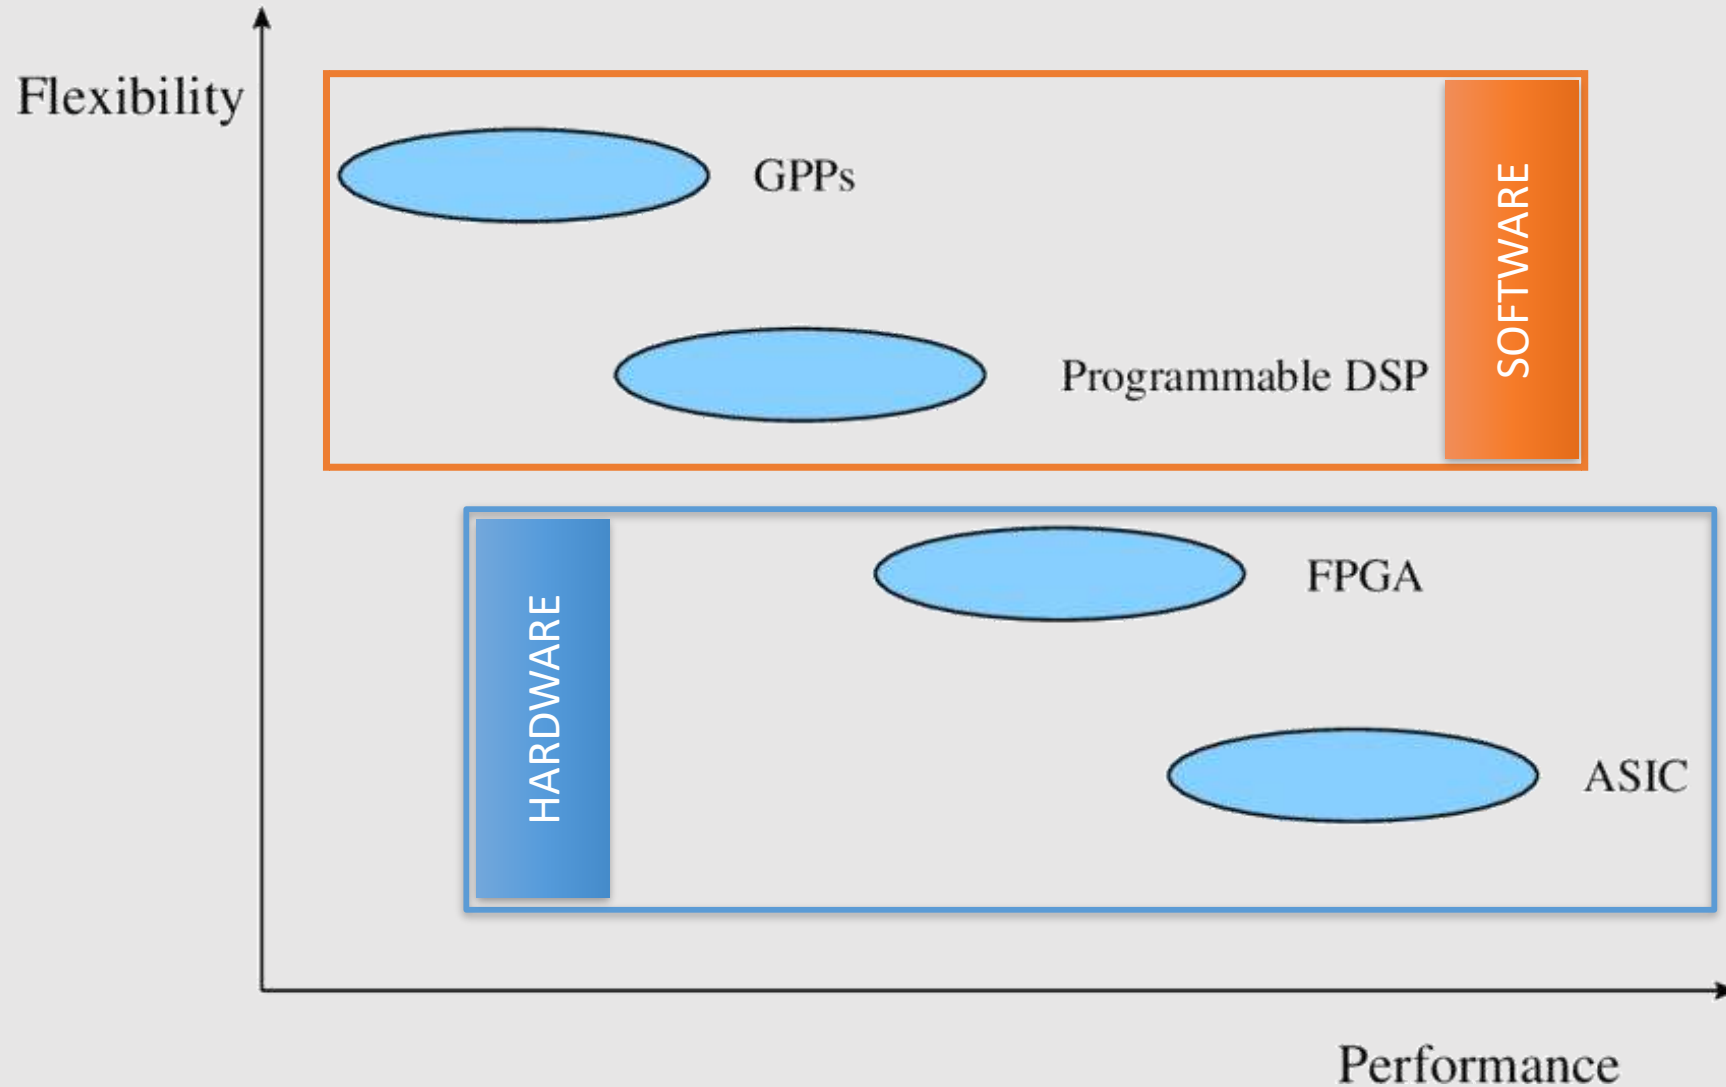 Flexibility
GPPs
SOFTWARE
Programmable DSP
HARDWARE
FPGA
ASIC
Performance